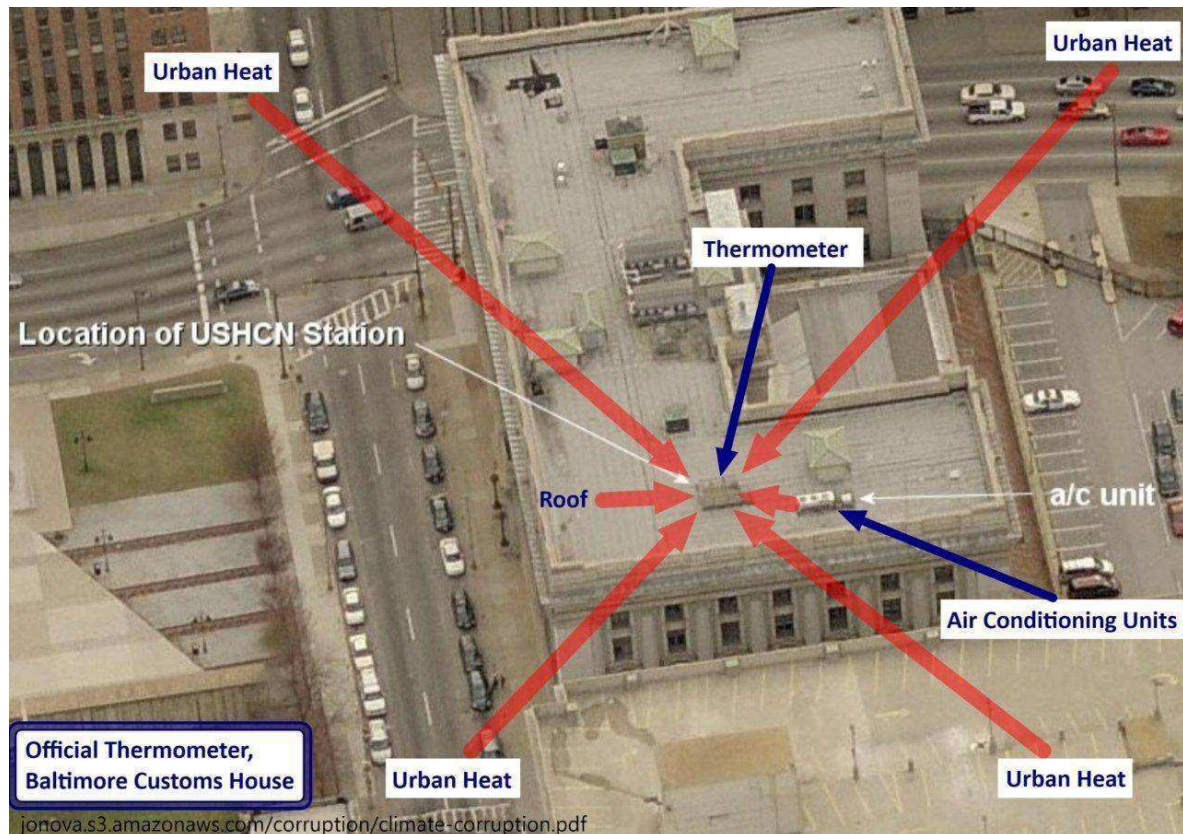 Urban Heat
Urban Heat
Thermometer
Location of USHCN Station
Roof
a/c unit
Air Conditioning Units
Official Thermometer,
Baltimore Customs House
Urban Heat
Urban Heat
jonova.s3.amazonaws.com/corruption/climate-corruption.pdf